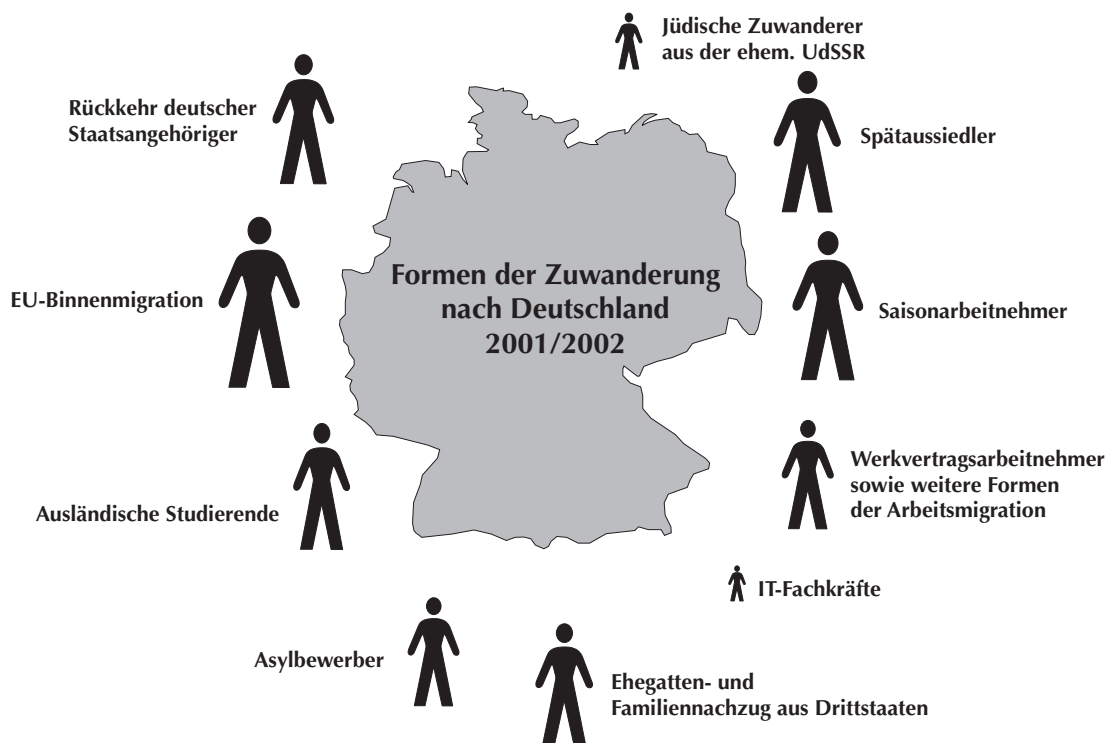 Jüdische Zuwanderer
aus der ehem. UdSSR
Rückkehr deutscher
Staatsangehöriger
Spätaussiedler
EU-Binnenmigration
Formen der Zuwanderung
nach Deutschland
2001/2002
Saisonarbeitnehmer
Ausländische Studierende
Werkvertragsarbeitnehmer
sowie weitere Formen
der Arbeitsmigration
IT-Fachkräfte
Asylbewerber
Ehegatten- und
Familiennachzug aus Drittstaaten